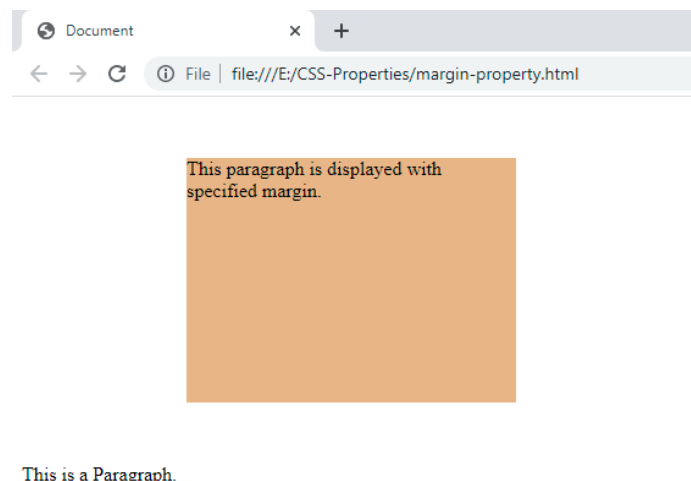 Document
File file:///E:/CSS-Properties/margin-property.html
This paragraph is displayed with
specified margin.
This is a Paragraph.